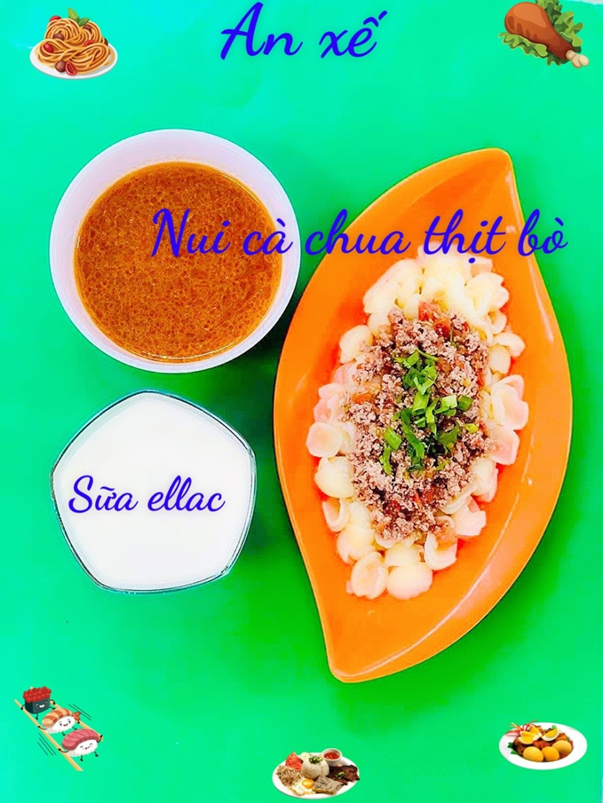 An xế
Nui cà chua thịt bò
Sữa ellac